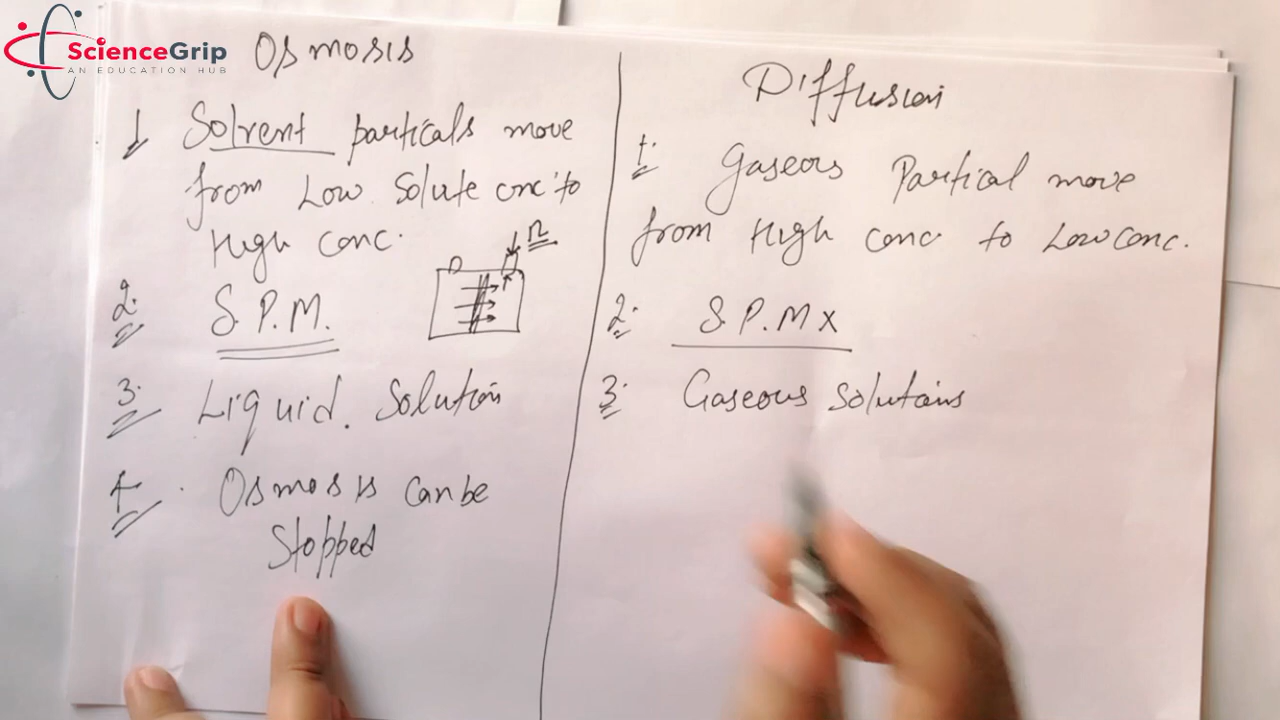 ScienceGrip
AN EDUCATION HUB
Osmosis
1 Solvent particals move
from Low Solute conc to
High conc.
π
2. S.P.M.
3. Liquid. Solution
4. Osmosis can be
Stopped
Diffusion
1. Gaseous Partical move
from High conc to Low conc.
2. S.P.M x
3. Gaseous Solutains